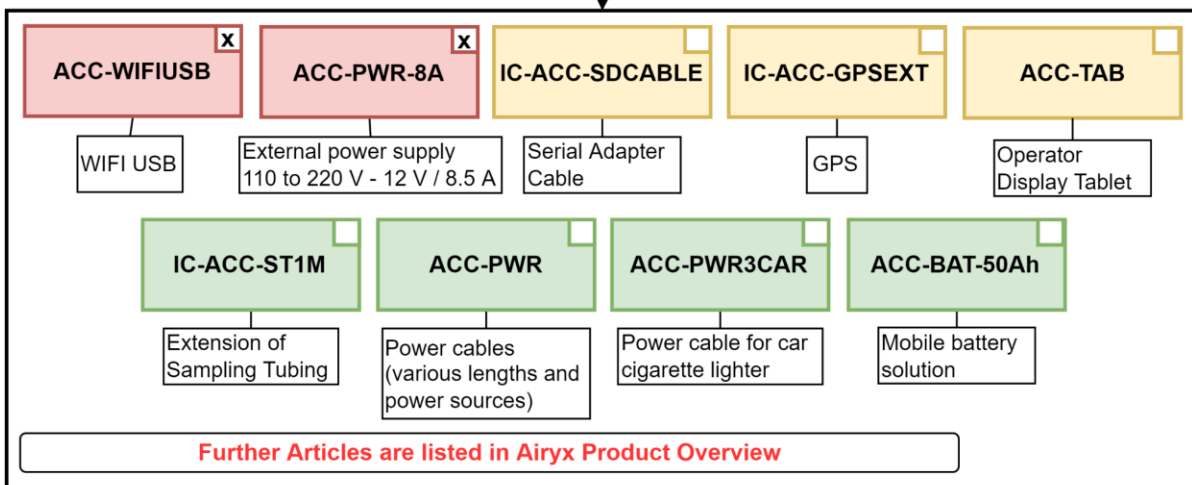 x
x
ACC-WIFIUSB
ACC-PWR-8A
IC-ACC-SDCABLE
IC-ACC-GPSEXT
ACC-TAB
WIFI USB
External power supply
110 to 220 V - 12 V / 8.5 A
Serial Adapter
Cable
GPS
Operator
Display Tablet
IC-ACC-ST1M
ACC-PWR
ACC-PWR3CAR
ACC-BAT-50Ah
Extension of
Sampling Tubing
Power cables
(various lengths and
power sources)
Power cable for car
cigarette lighter
Mobile battery
solution
Further Articles are listed in Airyx Product Overview